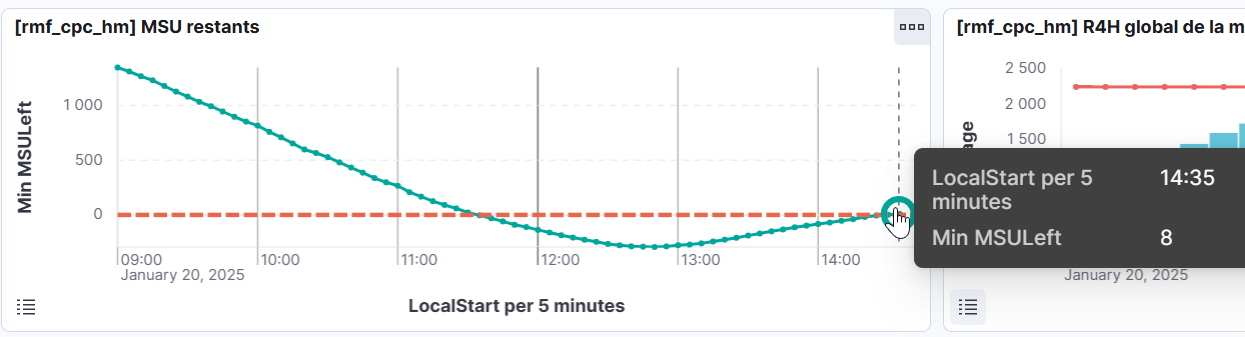 [rmf_cpc_hm] MSU restants
Min MSULeft
1 000
500
0
09:00
10:00
11:00
12:00
13:00
14:00
January 20, 2025
LocalStart per 5 minutes
[rmf_cpc_hm] R4H global de la m
2 500
2 000
1 500
age
LocalStart per 5
minutes
14:35
Min MSULeft
8
January 20, 2025